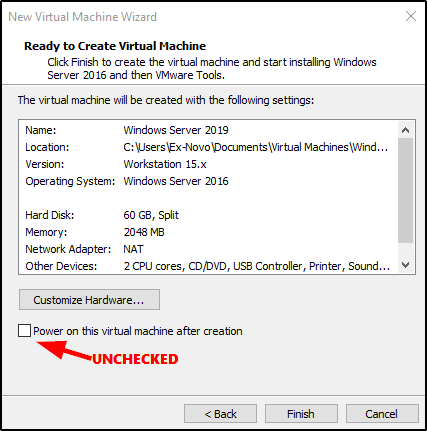 New Virtual Machine Wizard
Ready to Create Virtual Machine
Click Finish to create the virtual machine and start installing Windows
Server 2016 and then VMware Tools.
The virtual machine will be created with the following settings:
Name: Windows Server 2019
Location: C:\Users\Ex-Novo\Documents\Virtual Machines\Wind...
Version: Workstation 15.x
Operating System: Windows Server 2016
Hard Disk: 60 GB, Split
Memory: 2048 MB
Network Adapter: NAT
Other Devices: 2 CPU cores, CD/DVD, USB Controller, Printer, Soun...
Customize Hardware...
Power on this virtual machine after creation
UNCHECKED
< Back Finish Cancel